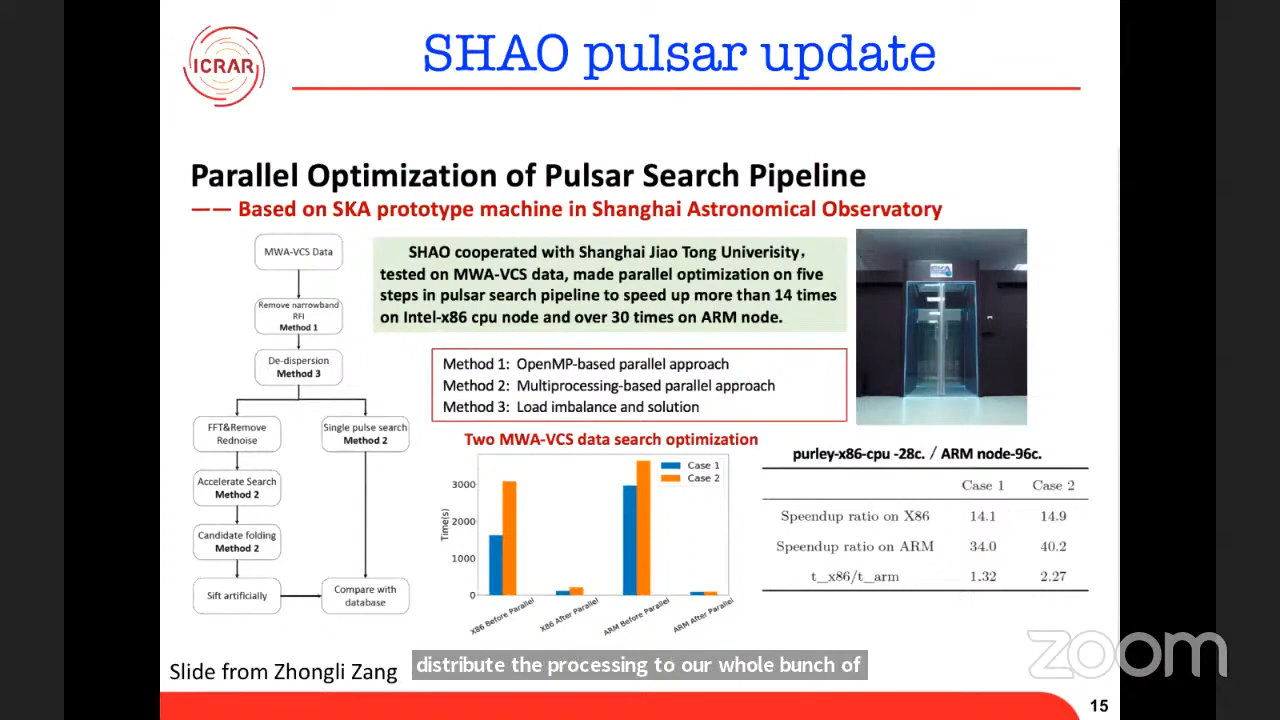 ICRAR
SHAO pulsar update
Parallel Optimization of Pulsar Search Pipeline
—— Based on SKA prototype machine in Shanghai Astronomical Observatory
MWA-VCS Data
Remove narrowband
RFI
Method 1
De-dispersion
Method 3
FFT&Remove
Rednoise
Single pulse search
Method 2
Accelerate Search
Method 2
Candidate folding
Method 2
Sift artificially
Compare with
database
SHAO cooperated with Shanghai Jiao Tong Univerisity,
tested on MWA-VCS data, made parallel optimization on five
steps in pulsar search pipeline to speed up more than 14 times
on Intel-x86 cpu node and over 30 times on ARM node.
SKA
Method 1: OpenMP-based parallel approach
Method 2: Multiprocessing-based parallel approach
Method 3: Load imbalance and solution
Two MWA-VCS data search optimization
Case 1
Case 2
Time(s)
3000
2000
1000
0
X86 Before Parallel
X86 After Parallel
ARM Before Parallel
ARM After Parallel
purley-x86-cpu -28c. / ARM node-96c.
Case 1 Case 2
Speedup ratio on X86 14.1 14.9
Speedup ratio on ARM 34.0 40.2
t_x86/t_arm 1.32 2.27
zoom
Slide from Zhongli Zang
distribute the processing to our whole bunch of
15